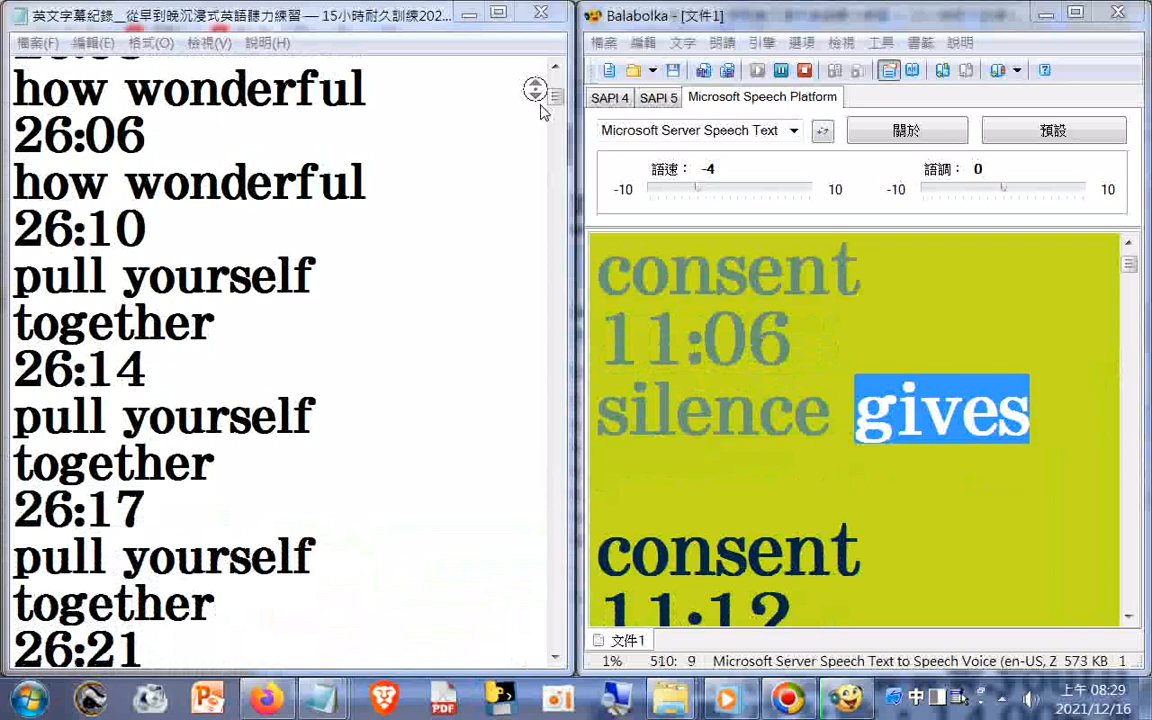 英文字幕紀錄__從早到晚沉浸式英語聽力練習 — 15小時耐久訓練202...
檔案(F) 編輯(E) 格式(O) 檢視(V) 說明(H)
how wonderful
26:06
how wonderful
26:10
pull yourself
together
26:14
pull yourself
together
26:17
pull yourself
together
26:21
Balabolka - [文件1]
檔案 編輯 文字 朗讀 引擎 選項 檢視 工具 書籤 說明
SAPI 4 SAPI 5 Microsoft Speech Platform
Microsoft Server Speech Text 關於 預設
語速： -4 語調： 0
-10 10 -10 10
consent
11:06
silence gives
consent
11:12
文件1
1% 510: 9 Microsoft Server Speech Text to Speech Voice (en-US, Z 573 KB 1
中 上午 08:29
2021/12/16